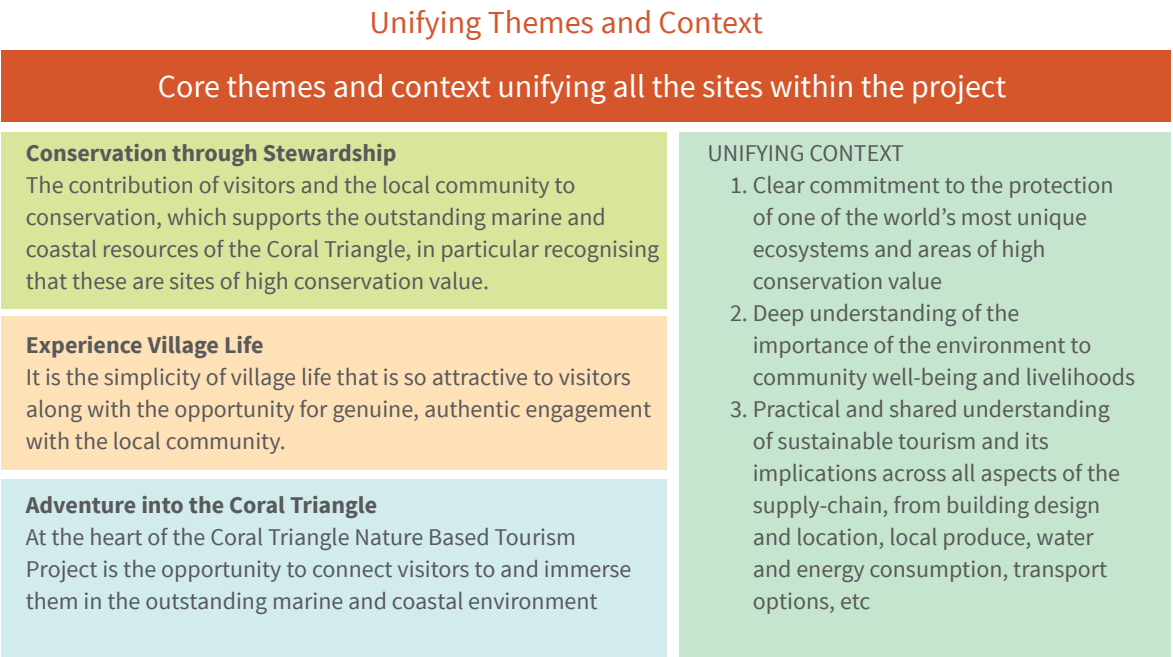 Unifying Themes and Context
Core themes and context unifying all the sites within the project
Conservation through Stewardship
The contribution of visitors and the local community to
conservation, which supports the outstanding marine and
coastal resources of the Coral Triangle, in particular recognising
that these are sites of high conservation value.
Experience Village Life
It is the simplicity of village life that is so attractive to visitors
along with the opportunity for genuine, authentic engagement
with the local community.
Adventure into the Coral Triangle
At the heart of the Coral Triangle Nature Based Tourism
Project is the opportunity to connect visitors to and immerse
them in the outstanding marine and coastal environment
UNIFYING CONTEXT
1. Clear commitment to the protection
of one of the world’s most unique
ecosystems and areas of high
conservation value
2. Deep understanding of the
importance of the environment to
community well-being and livelihoods
3. Practical and shared understanding
of sustainable tourism and its
implications across all aspects of the
supply-chain, from building design
and location, local produce, water
and energy consumption, transport
options, etc